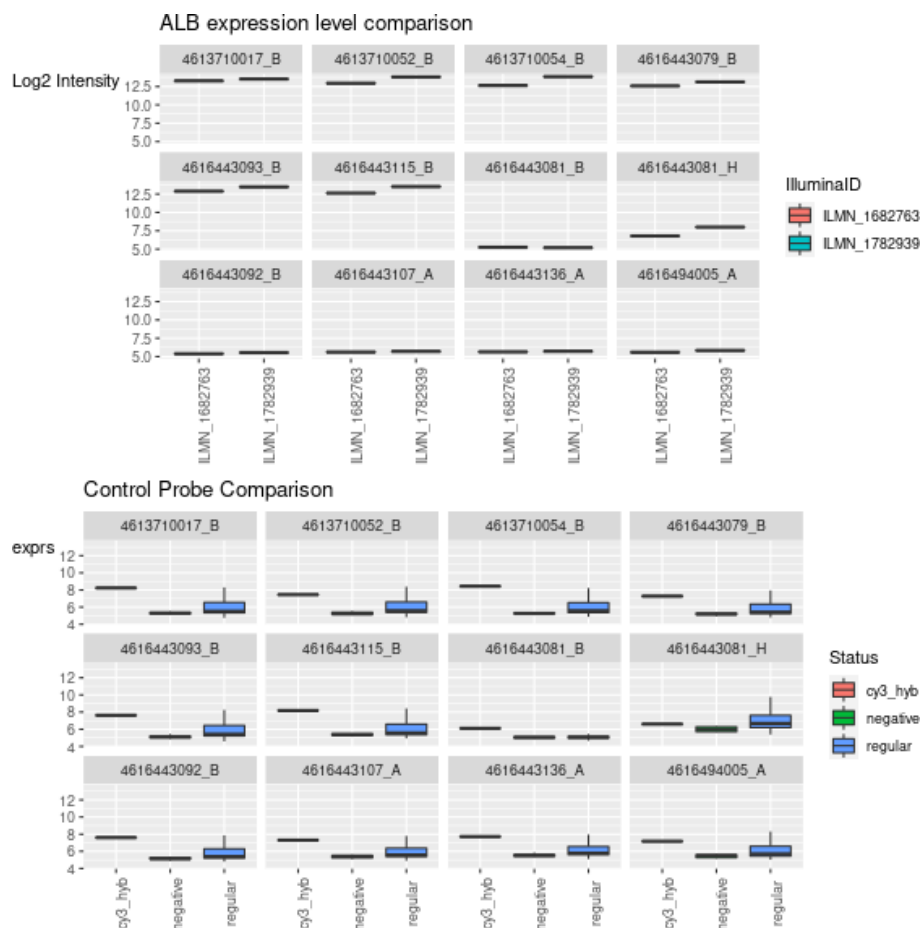 ALB expression level comparison
4613710017_B 4613710052_B 4613710054_B 4616443079_B
Log2 Intensity
12.5
10.0
7.5
5.0
4616443093_B 4616443115_B 4616443081_B 4616443081_H
12.5
10.0
7.5
5.0
4616443092_B 4616443107_A 4616443136_A 4616494005_A
12.5
10.0
7.5
5.0
ILMN_1682763 ILMN_1782939 ILMN_1682763 ILMN_1782939 ILMN_1682763 ILMN_1782939 ILMN_1682763 ILMN_1782939
IlluminaID
ILMN_1682763
ILMN_1782939
Control Probe Comparison
4613710017_B 4613710052_B 4613710054_B 4616443079_B
exprs
12
10
8
6
4
4616443093_B 4616443115_B 4616443081_B 4616443081_H
12
10
8
6
4
4616443092_B 4616443107_A 4616443136_A 4616494005_A
12
10
8
6
4
cy3_hyb negative regular cy3_hyb negative regular cy3_hyb negative regular cy3_hyb negative regular
Status
cy3_hyb
negative
regular